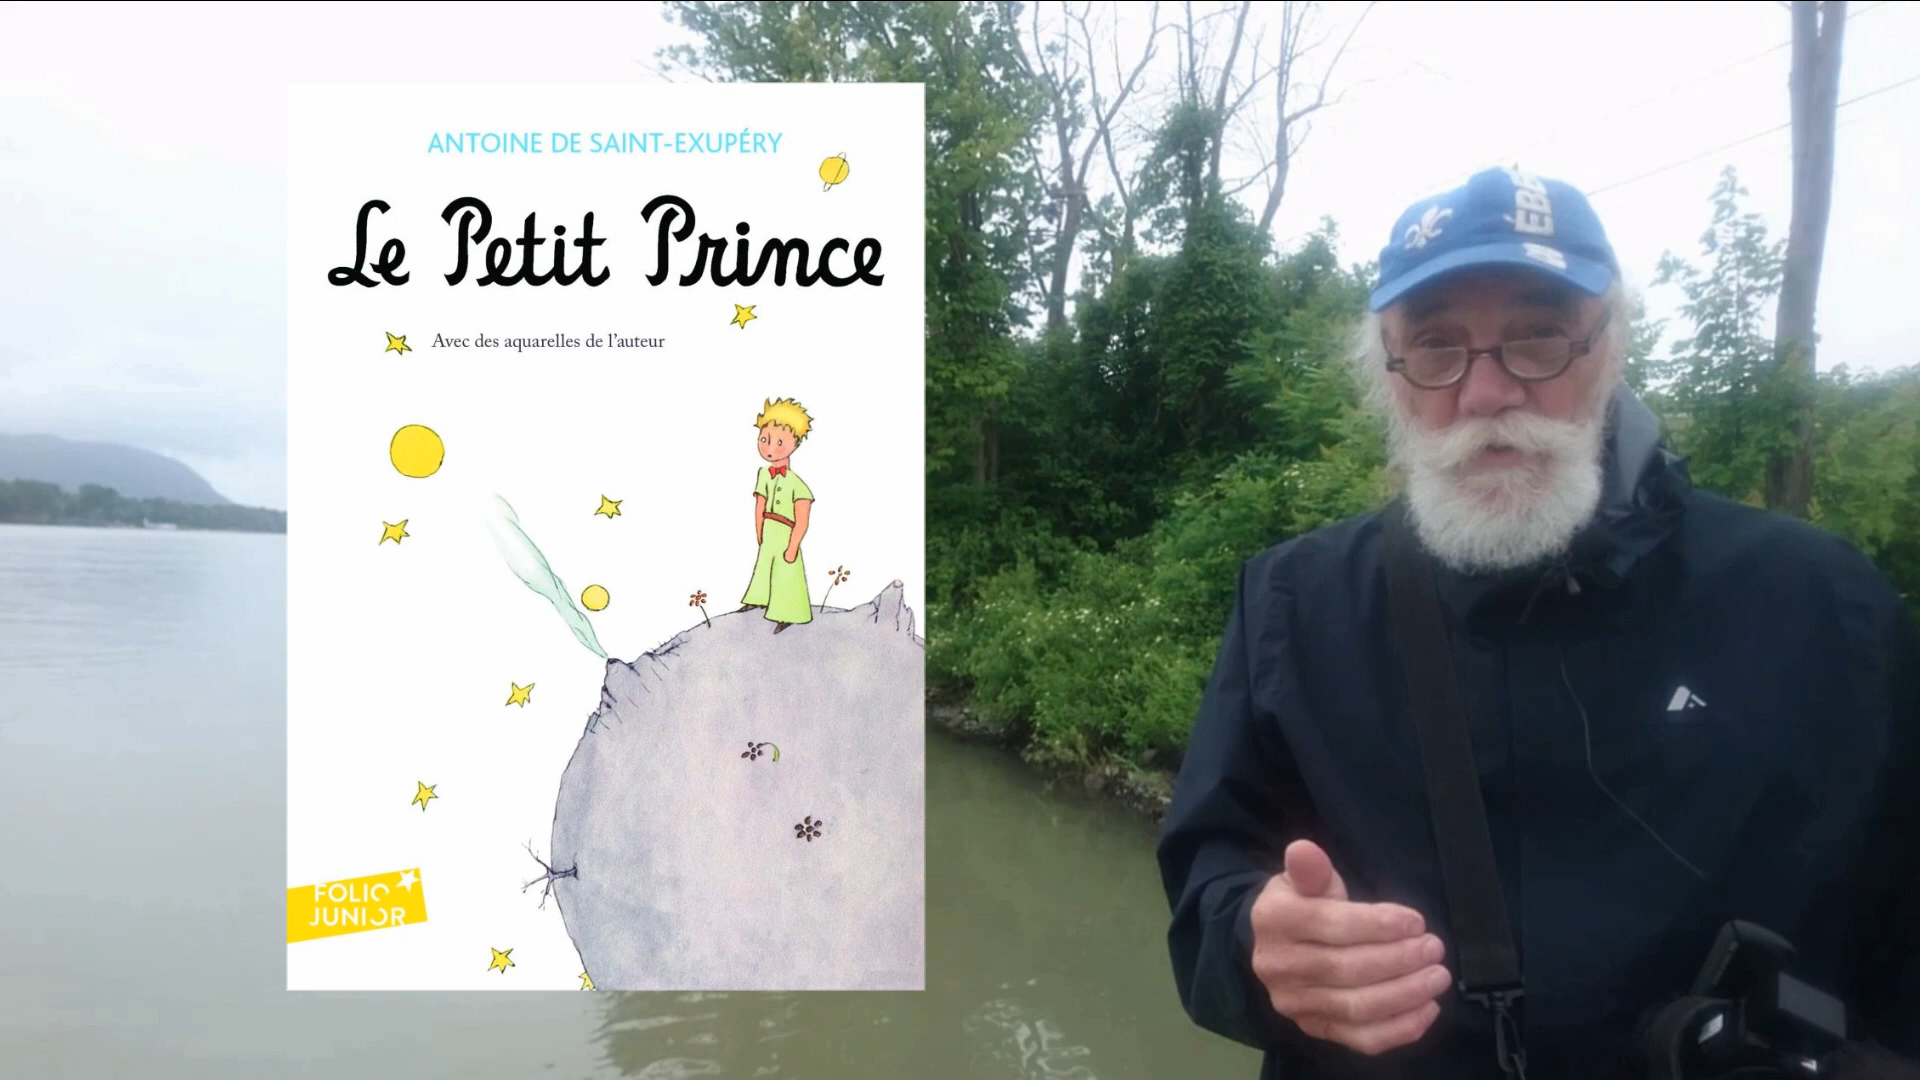 ANTOINE DE SAINT-EXUPÉRY
Le Petit Prince
Avec des aquarelles de l'auteur
FOLIO
JUNIOR